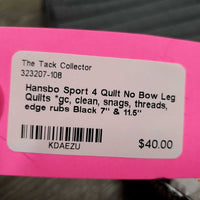 The Tack Collector
323207-108
Hansbo Sport 4 Quilt No Bow Leg
Quilts *gc, clean, snags, threads,
edge rubs Black 7" & 11.5"
$40.00
KDAEZU